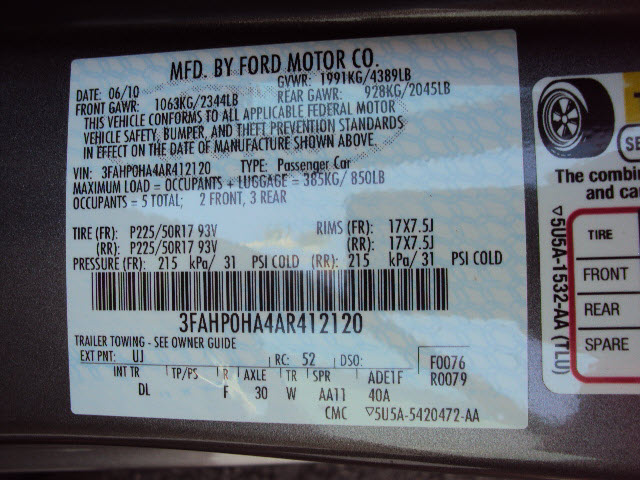 MFD. BY FORD MOTOR CO.
DATE: 06/10 GVWR: 1991KG/4389LB
FRONT GAWR: 1063KG/2344LB REAR GAWR: 928KG/2045LB
THIS VEHICLE CONFORMS TO ALL APPLICABLE FEDERAL MOTOR
VEHICLE SAFETY, BUMPER, AND THEFT PREVENTION STANDARDS
IN EFFECT ON THE DATE OF MANUFACTURE SHOWN ABOVE.
VIN: 3FAHP0HA4AR412120 TYPE: Passenger Car
MAXIMUM LOAD = OCCUPANTS + LUGGAGE = 385KG/ 850LB
OCCUPANTS = 5 TOTAL; 2 FRONT, 3 REAR
TIRE (FR): P225/50R17 93V RIMS (FR): 17X7.5J
(RR): P225/50R17 93V (RR): 17X7.5J
PRESSURE (FR): 215 kPa/ 31 PSI COLD (RR): 215 kPa/ 31 PSI COLD
3FAHP0HA4AR412120
TRAILER TOWING - SEE OWNER GUIDE
EXT PNT: UJ RC: 52 DSO: F0076
R0079
INT TR TP/PS R AXLE TR SPR ADE1F
DL F 30 W AA11 40A
CMC ▽5U5A-5420472-AA
SE
The combin
and ca
▽5U5A-1532-AA (TLU)
TIRE
FRONT
REAR
SPARE